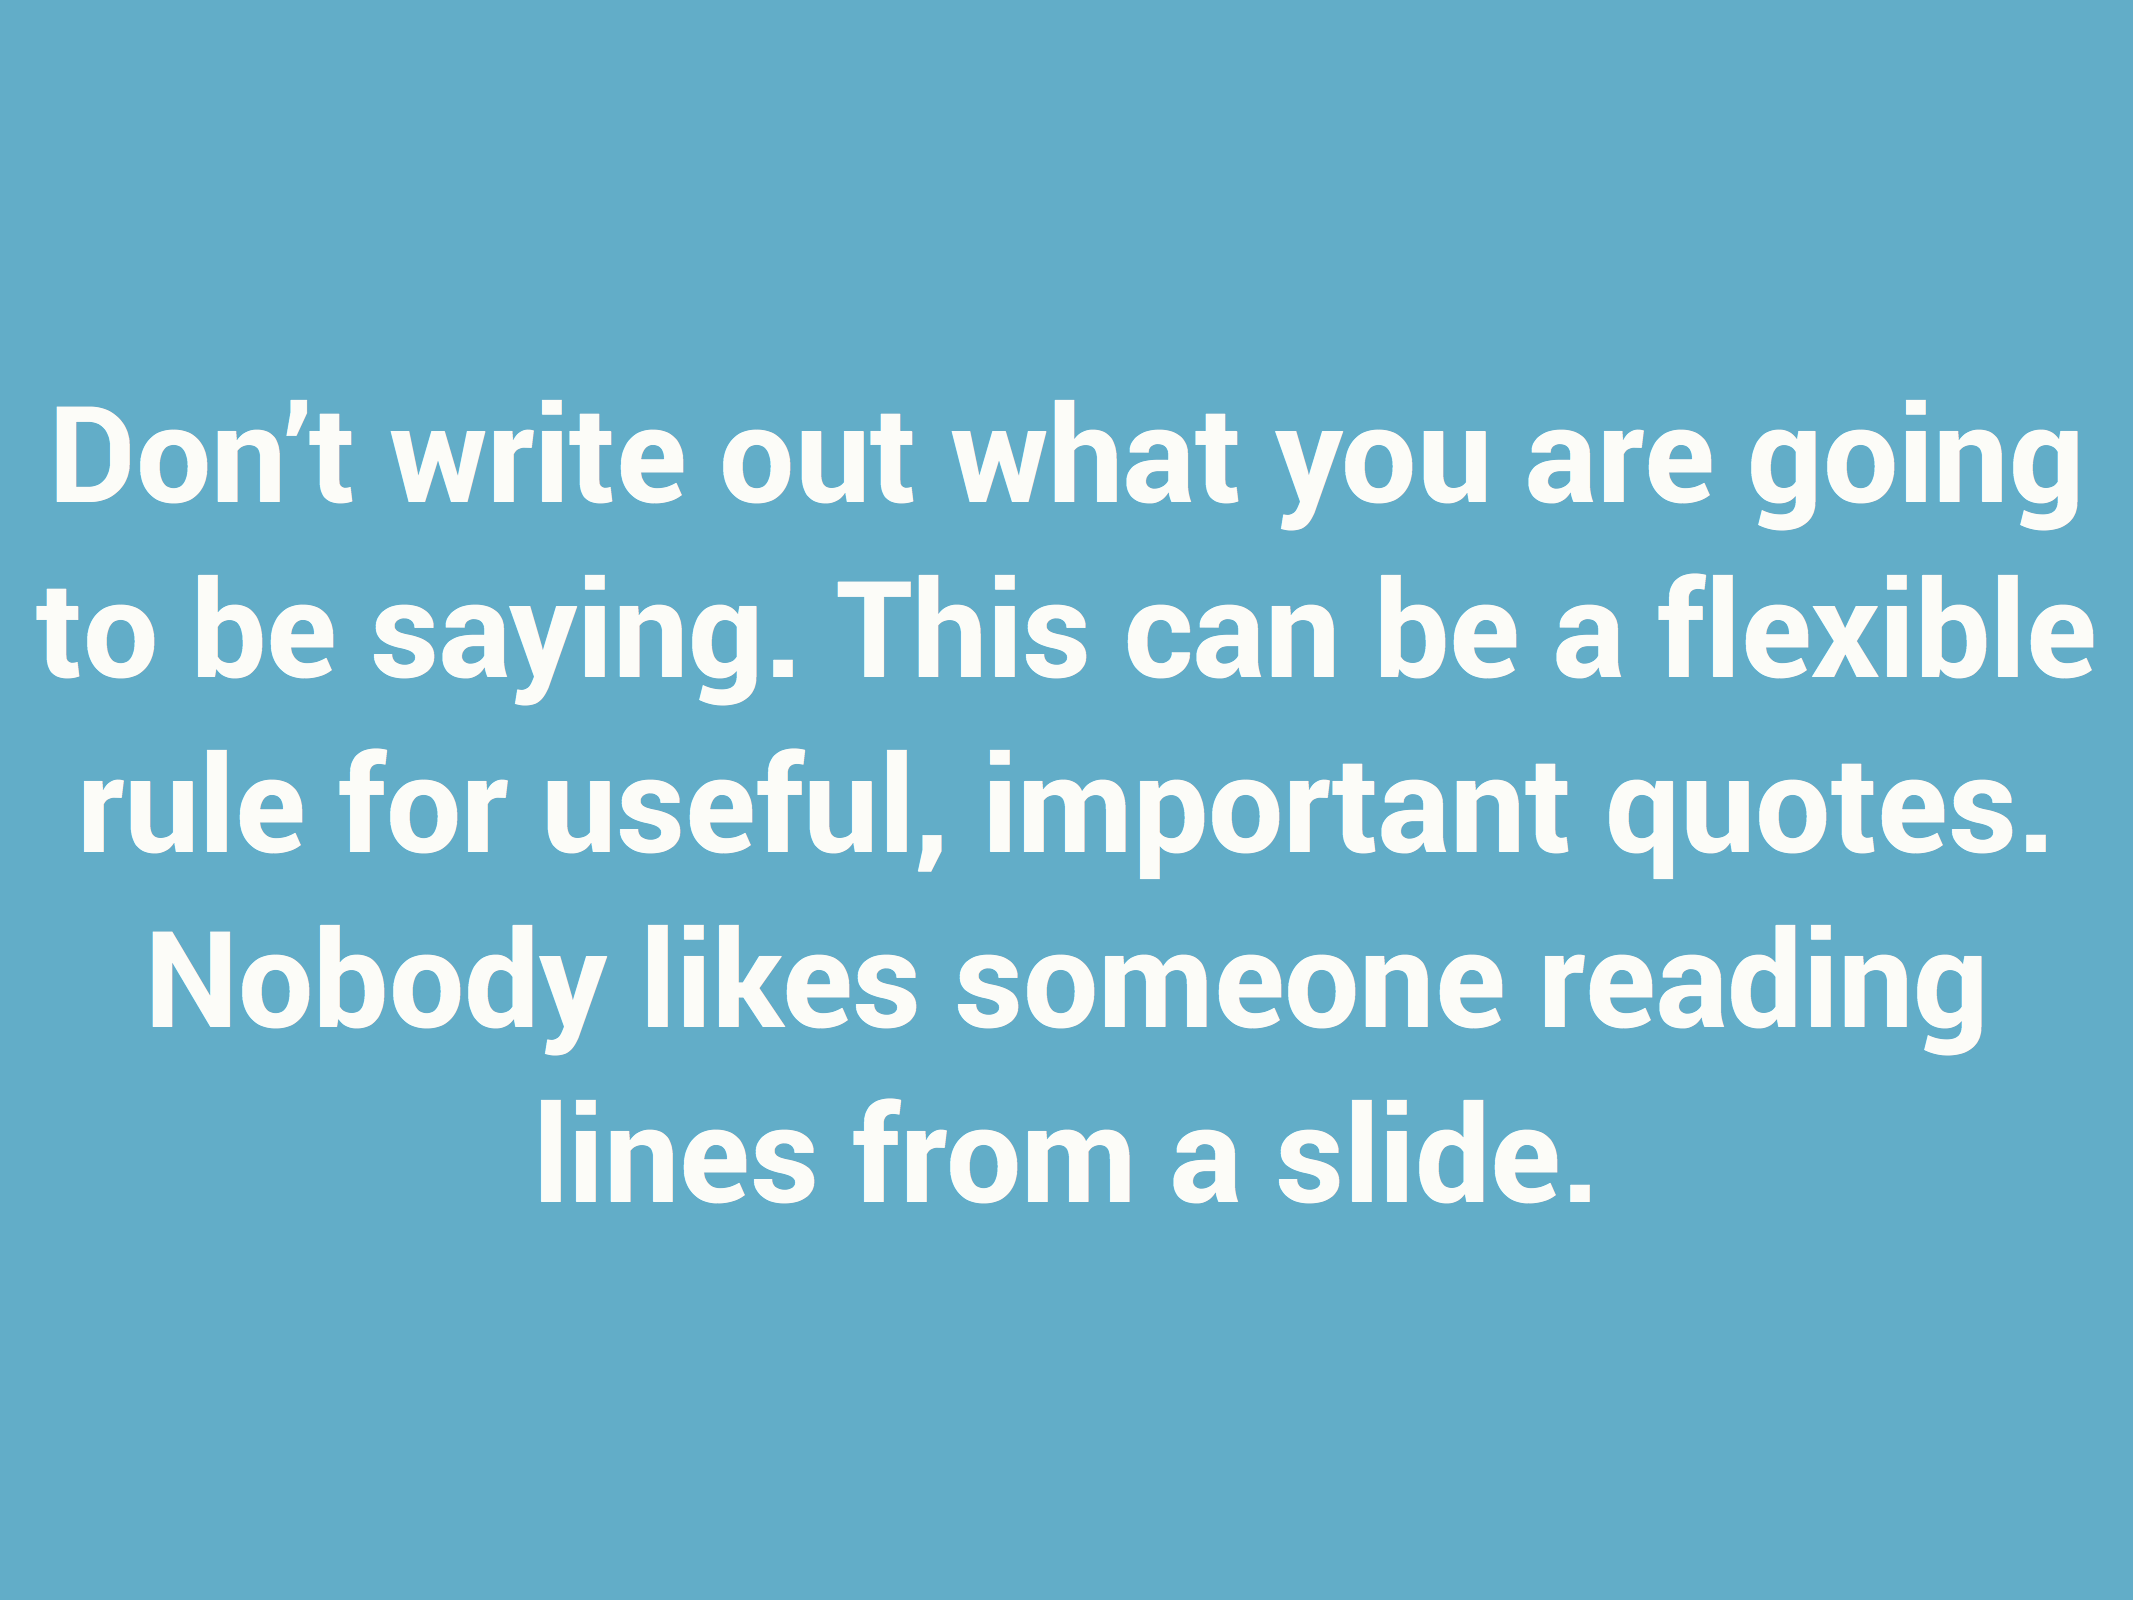 Don’t write out what you are going
to be saying. This can be a flexible
rule for useful, important quotes.
Nobody likes someone reading
lines from a slide.